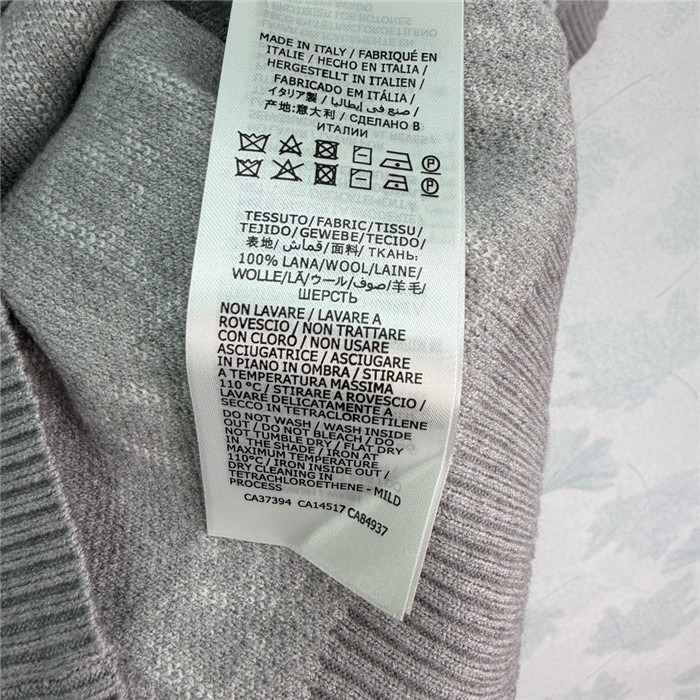 MADE IN ITALY / FABRIQUÉ EN
ITALIE / HECHO EN ITALIA /
HERGESTELLT IN ITALIEN /
FABRICADO EM ITÁLIA /
イタリア製 / صنع في إيطاليا /
产地:意大利 / СДЕЛАНО В
ИТАЛИИ
TESSUTO/FABRIC/TISSU/
TEJIDO/GEWEBE/TECIDO/
表地/ قماش/ 面料/ ТКАНЬ:
100% LANA/WOOL/LAINE/
WOLLE/LÃ/ウール/صوف/羊毛/
ШЕРСТЬ
NON LAVARE / LAVARE A
ROVESCIO / NON TRATTARE
CON CLORO / NON USARE
ASCIUGATRICE / ASCIUGARE
IN PIANO IN OMBRA / STIRARE
A TEMPERATURA MASSIMA
110 °C / STIRARE A ROVESCIO /
LAVARE DELICATAMENTE A
SECCO IN TETRACLOROETILENE
DO NOT WASH / WASH INSIDE
OUT / DO NOT BLEACH / DO
NOT TUMBLE DRY / FLAT DRY
IN THE SHADE / IRON AT
MAXIMUM TEMPERATURE
110°C / IRON INSIDE OUT /
DRY CLEANING IN
TETRACHLOROETHENE - MILD
PROCESS
CA37394 CA14517 CA84937